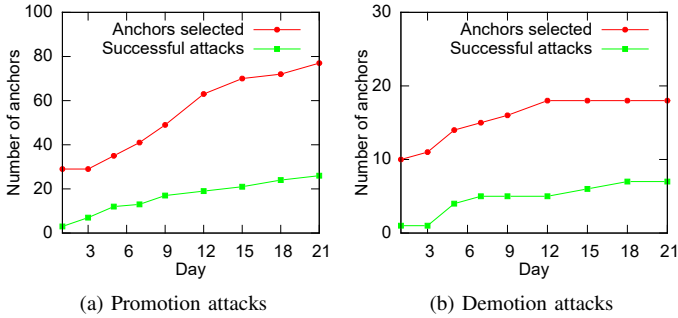 Anchors selected
Successful attacks
Number of anchors
0
20
40
60
80
100
3 6 9 12 15 18 21
Day
(a) Promotion attacks
Anchors selected
Successful attacks
Number of anchors
0
10
20
30
3 6 9 12 15 18 21
Day
(b) Demotion attacks